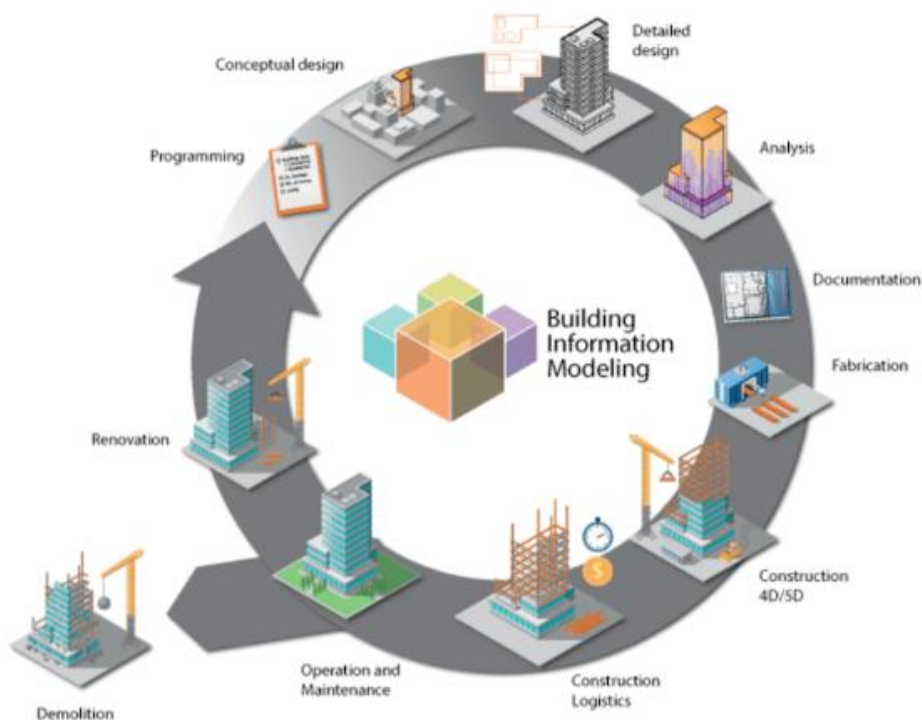 Conceptual design
Detailed
design
Programming
Analysis
Documentation
Building
Information
Modeling
Fabrication
Renovation
Construction
4D/5D
Operation and
Maintenance
Construction
Logistics
Demolition